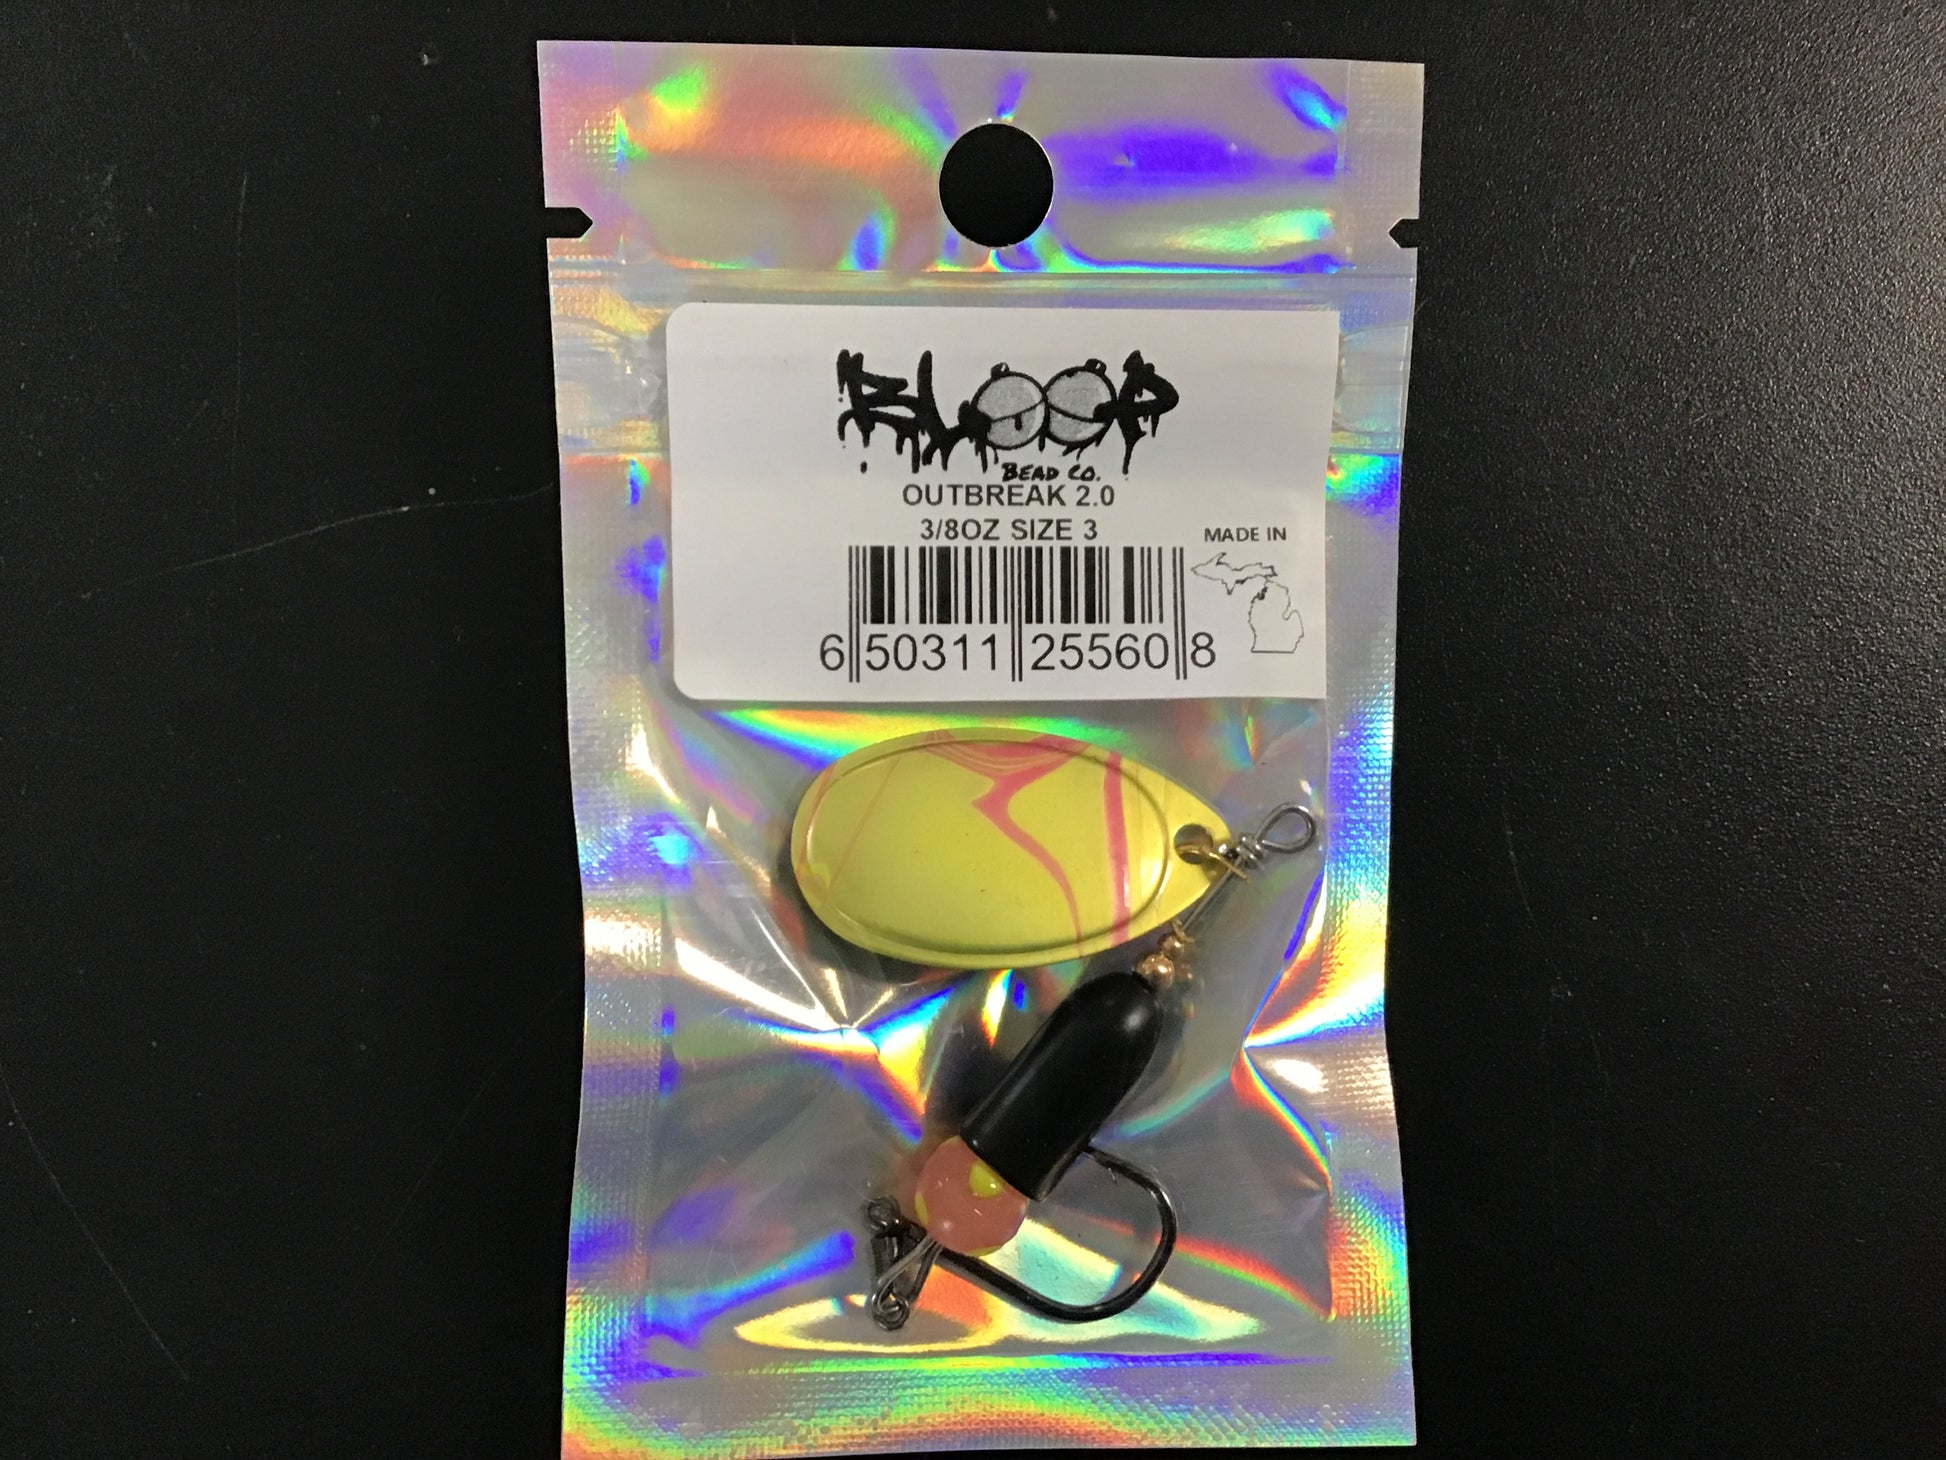 BLOOP
BEAD CO.
OUTBREAK 2.0
3/8OZ SIZE 3
MADE IN
6 50311 25560 8